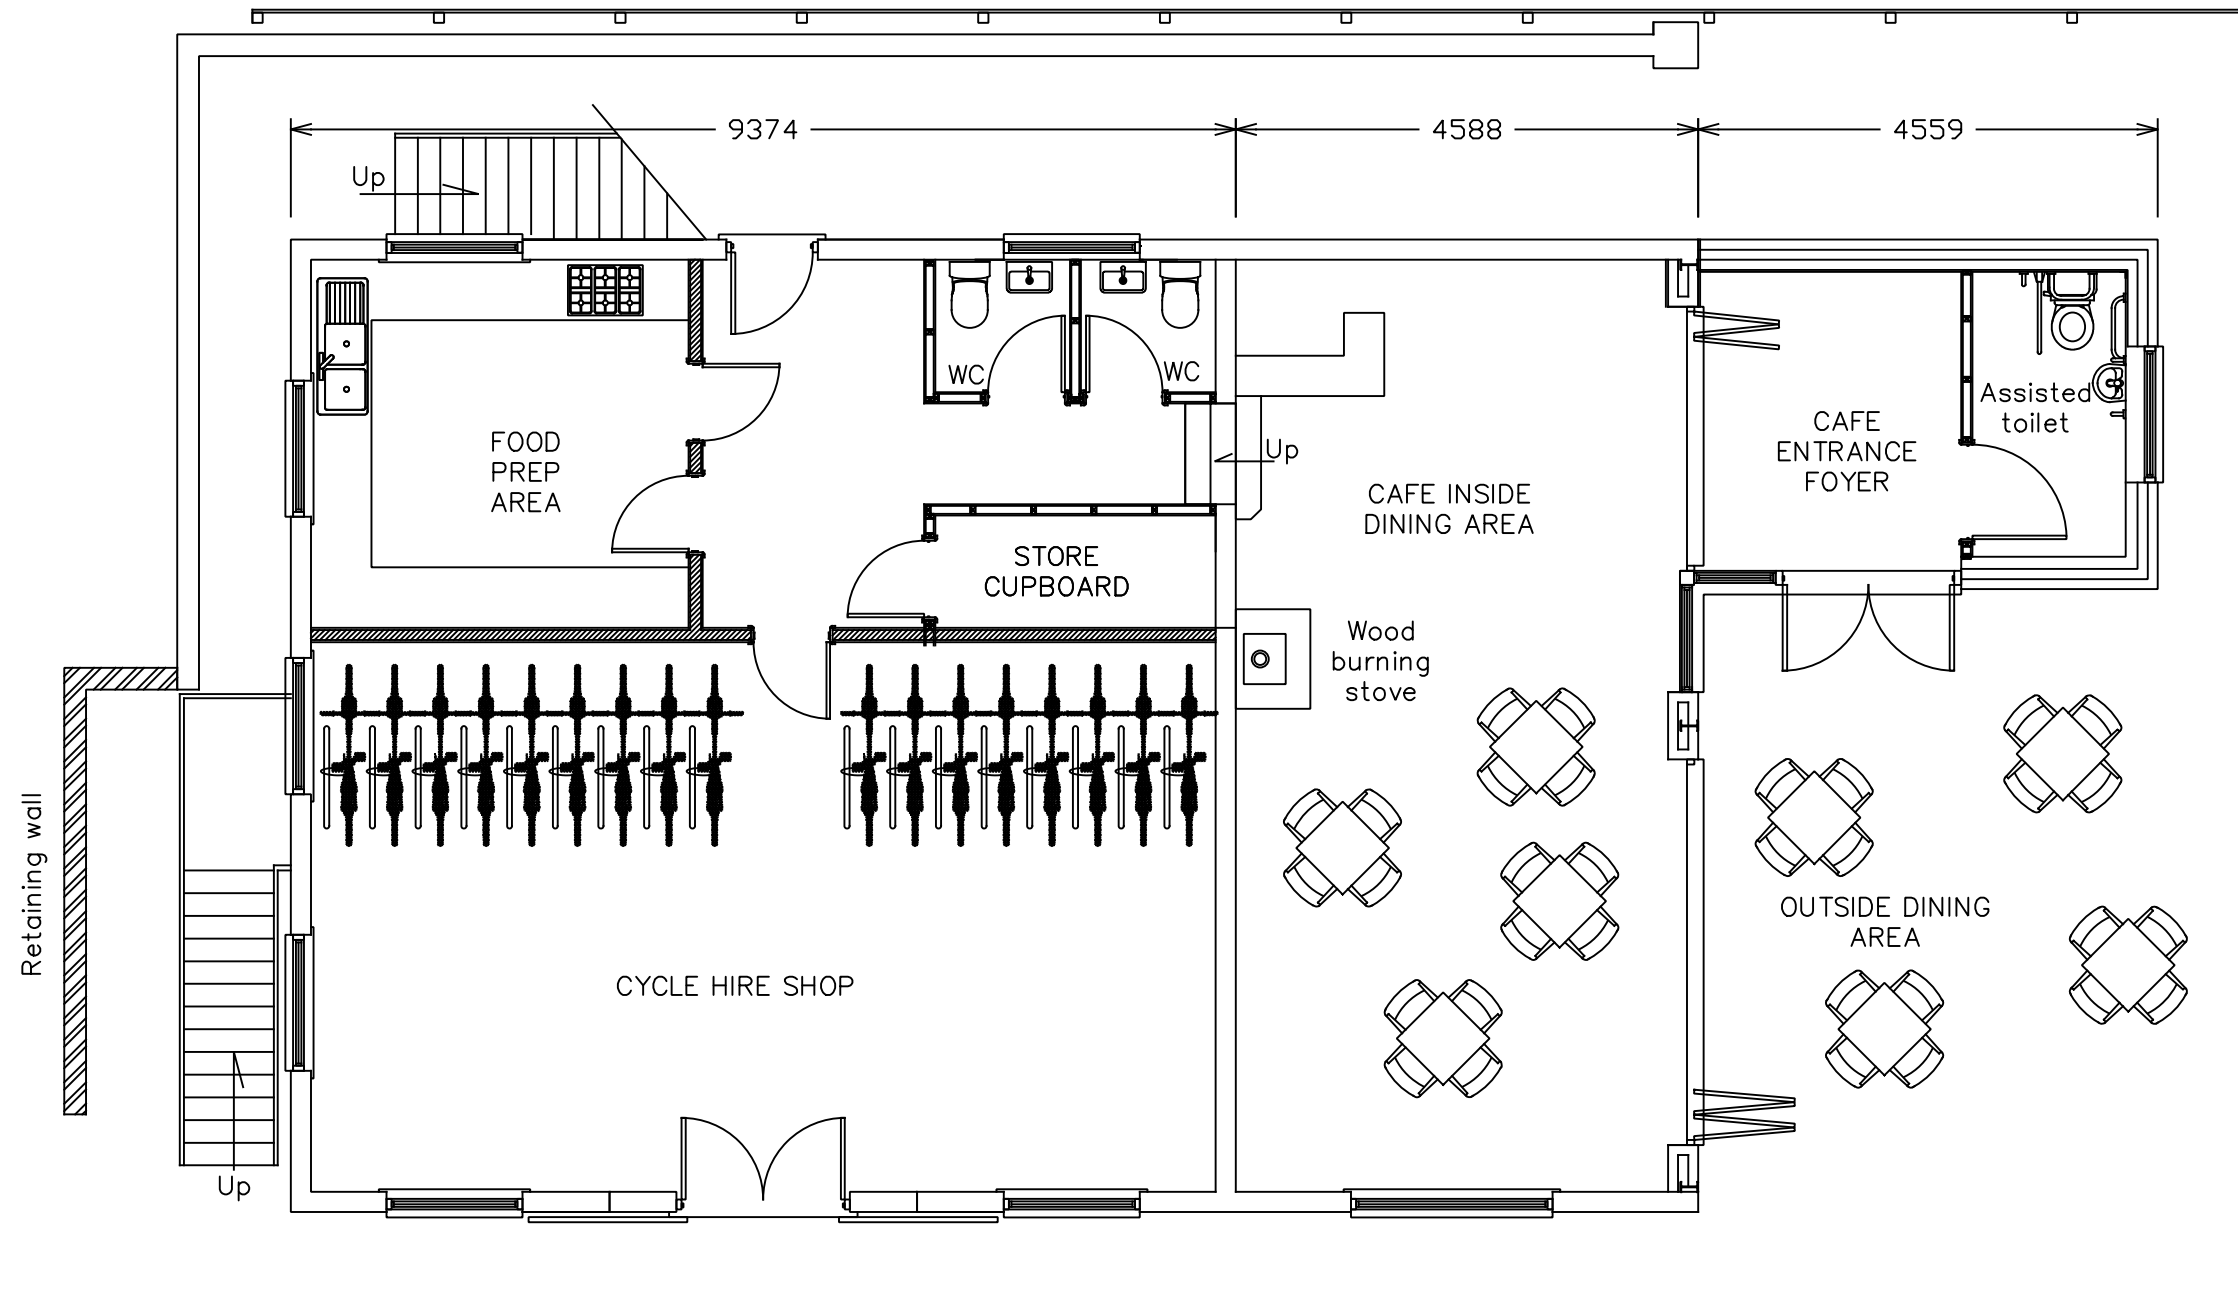 9374
4588
4559
Up
WC
WC
Assisted
toilet
CAFE
ENTRANCE
FOYER
FOOD
PREP
AREA
Up
CAFE INSIDE
DINING AREA
STORE
CUPBOARD
Wood
burning
stove
Retaining wall
OUTSIDE DINING
AREA
CYCLE HIRE SHOP
Up